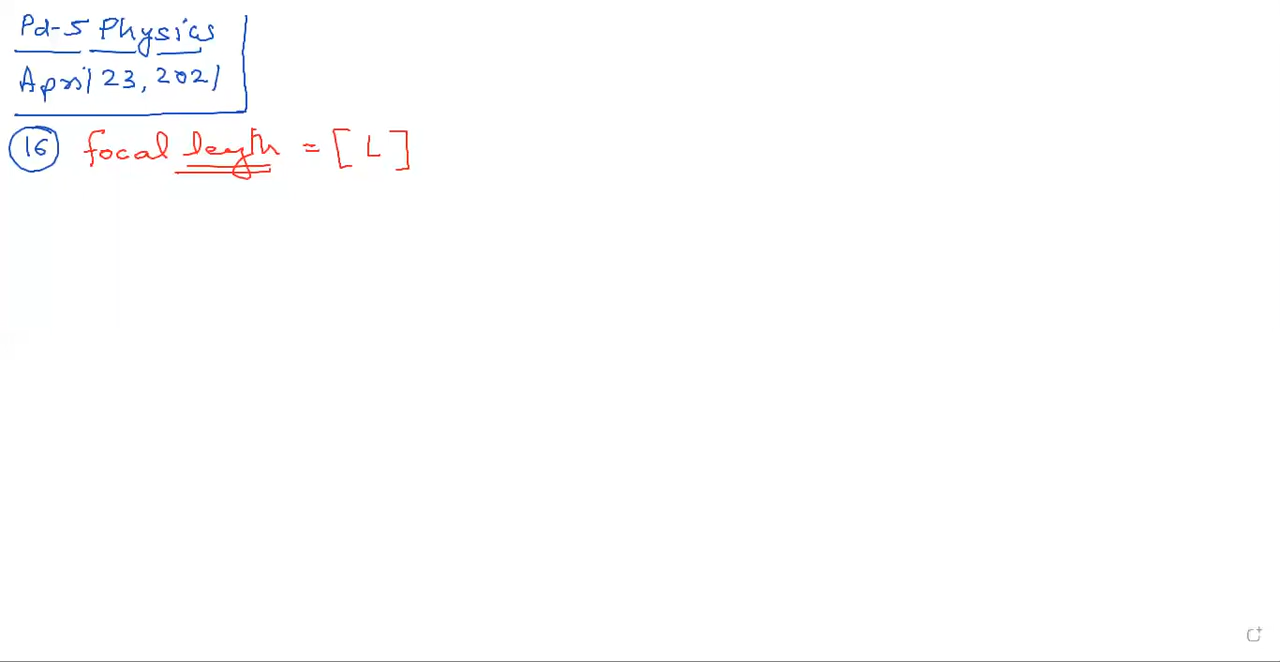 Pd-5 Physics
April 23, 2021
16 focal length = [L]